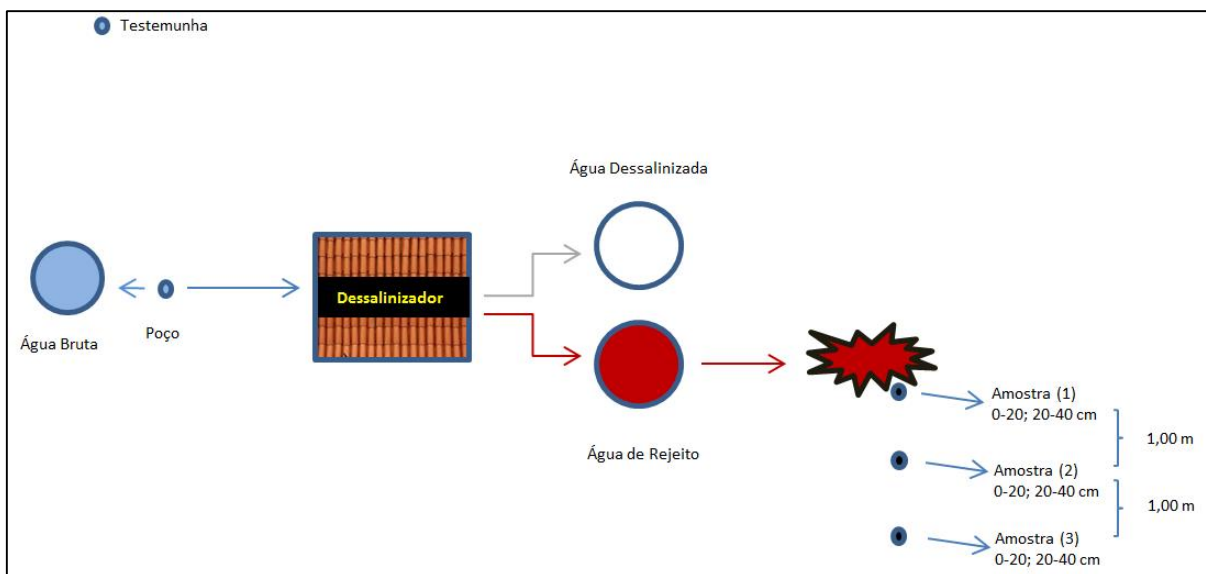 Testemunha
Água Dessalinizada
Dessalinizador
Água Bruta
Poço
Água de Rejeito
Amostra (1)
0-20; 20-40 cm
1,00 m
Amostra (2)
0-20; 20-40 cm
1,00 m
Amostra (3)
0-20; 20-40 cm